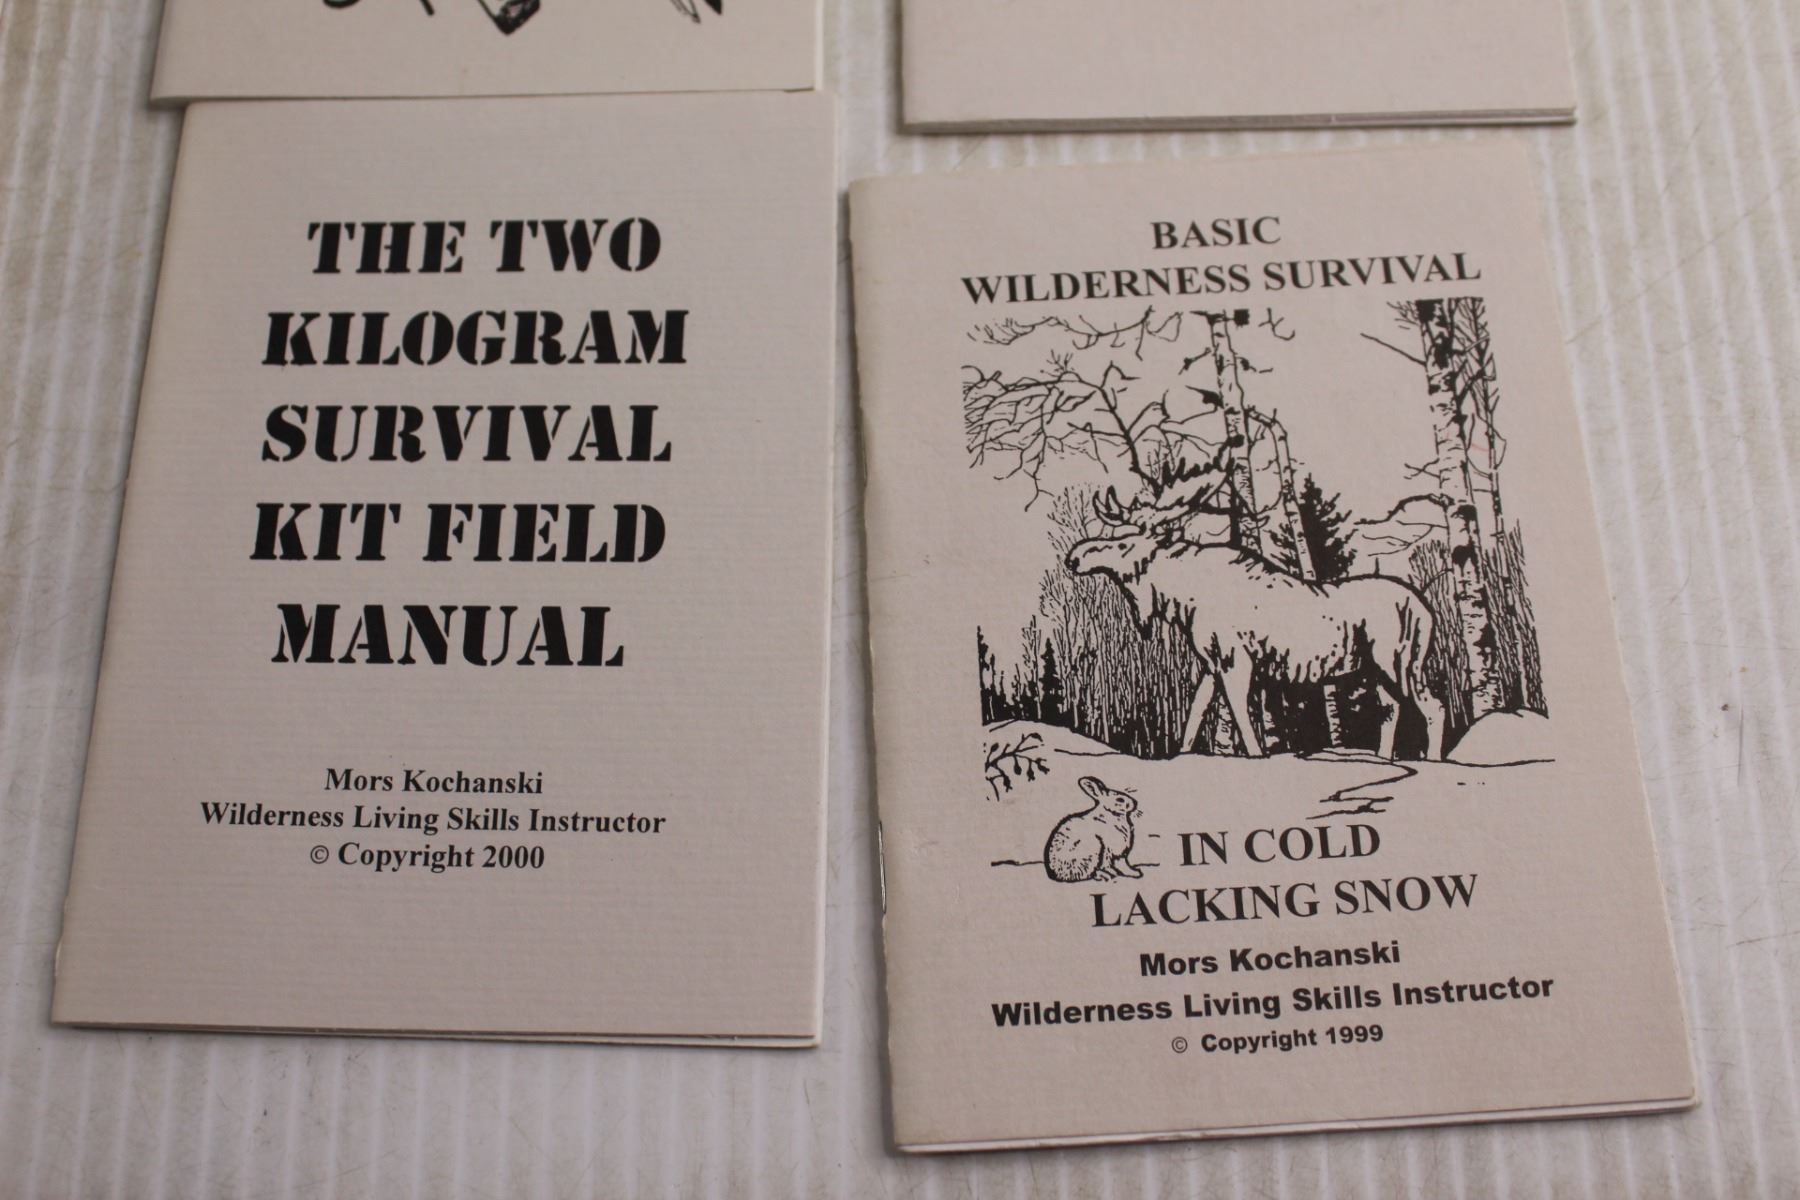 THE TWO
KILOGRAM
SURVIVAL
KIT FIELD
MANUAL
Mors Kochanski
Wilderness Living Skills Instructor
© Copyright 2000
BASIC
WILDERNESS SURVIVAL
IN COLD
LACKING SNOW
Mors Kochanski
Wilderness Living Skills Instructor
© Copyright 1999